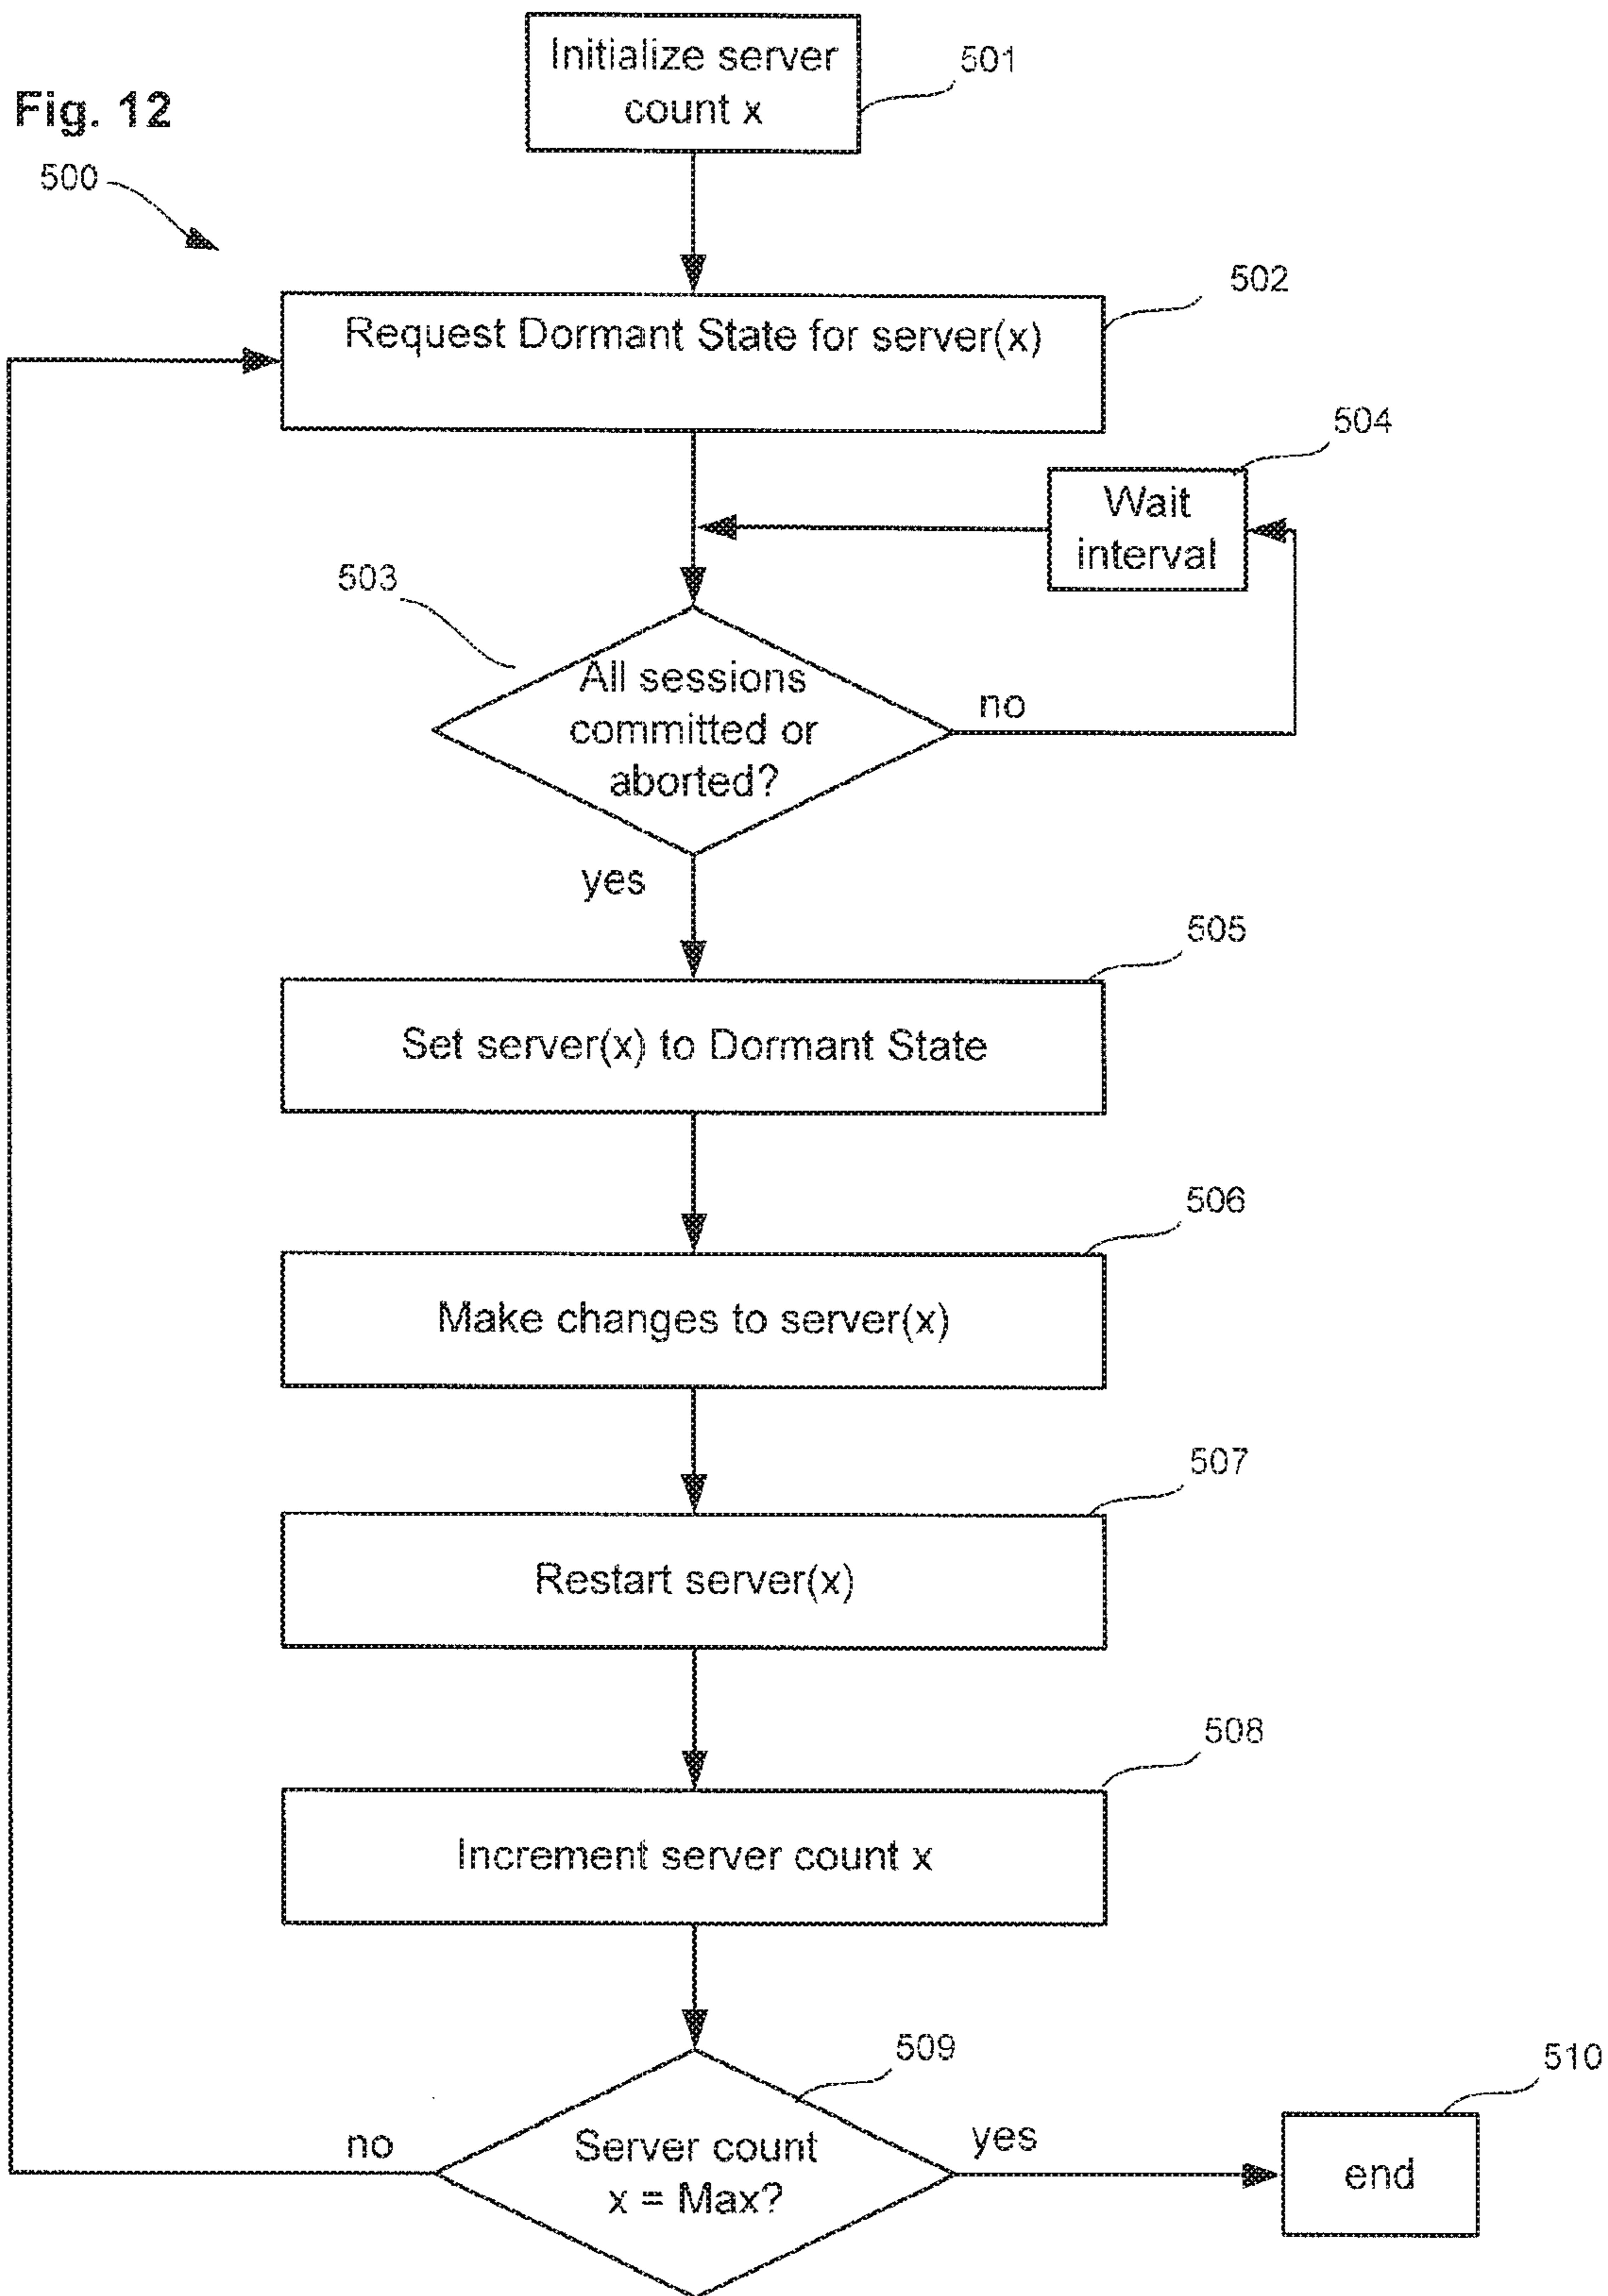 Initialize server
count x
501
Fig. 12
500
502
Request Dormant State for server(x)
504
Wait
interval
503
All sessions
committed or
aborted?
no
yes
505
Set server(x) to Dormant State
506
Make changes to server(x)
507
Restart server(x)
508
Increment server count x
509
510
no
Server count
x = Max?
yes
end